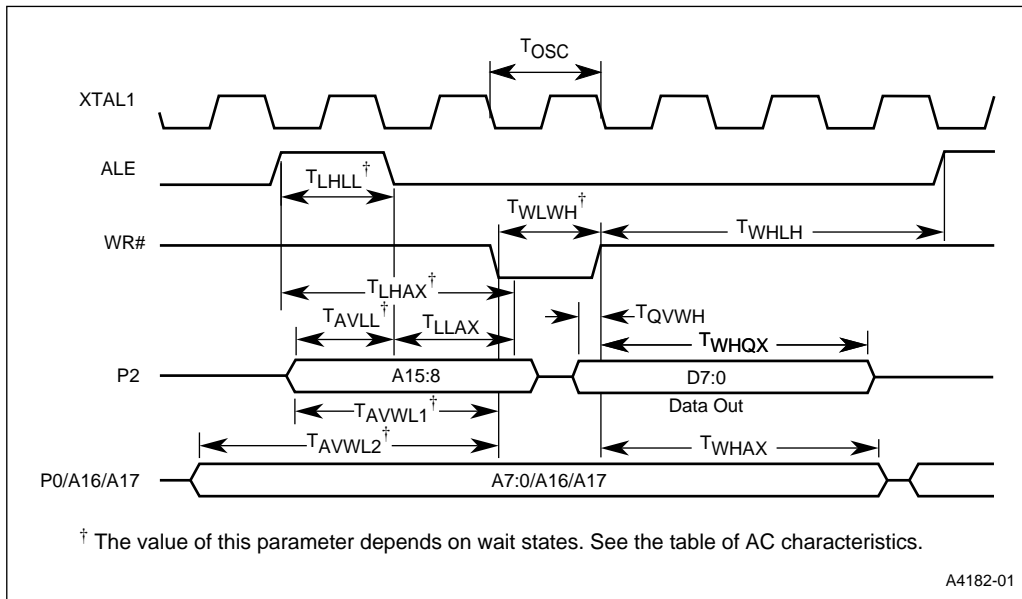 TOSC
XTAL1
ALE
TLHLL†
TWLWH†
TWHLH
WR#
TLHAX†
TAVLL†
TLLAX
TQVWH
TWHQX
P2
A15:8
D7:0
Data Out
TAVWL1†
TAVWL2†
TWHAX
P0/A16/A17
A7:0/A16/A17
† The value of this parameter depends on wait states. See the table of AC characteristics.
A4182-01